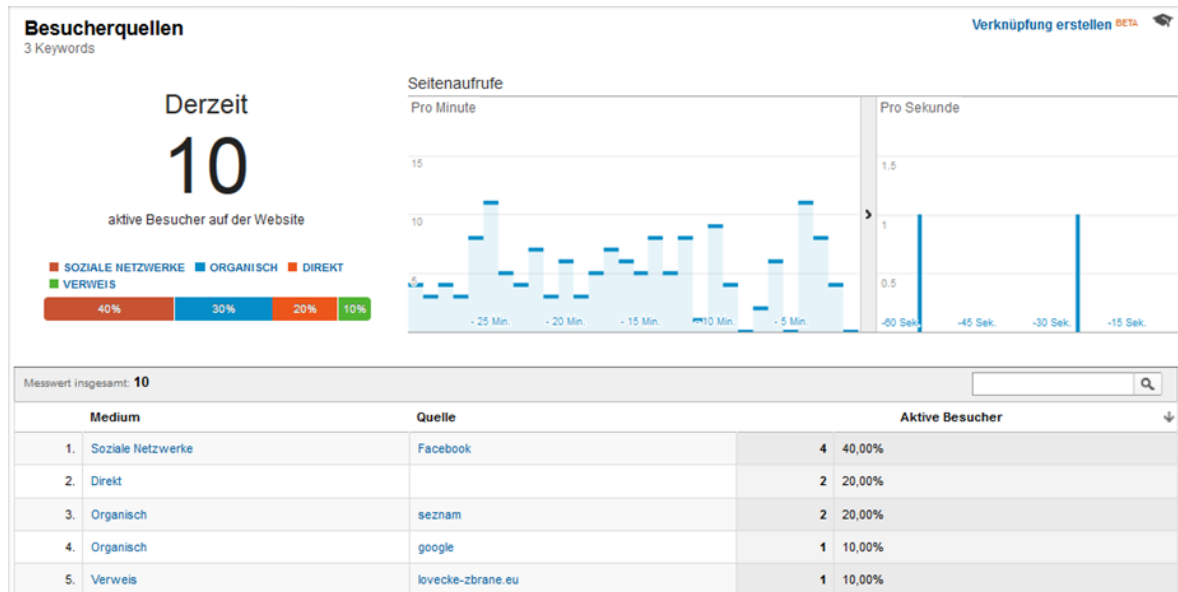 Besucherquellen
Verknüpfung erstellen BETA
3 Keywords
Derzeit
10
aktive Besucher auf der Website
SOZIALE NETZWERKE ORGANISCH DIREKT
VERWEIS
40% 30% 20% 10%
Seitenaufrufe
Pro Minute
15
10
5
- 25 Min. - 20 Min. - 15 Min. - 10 Min. - 5 Min.
Pro Sekunde
1.5
1
0.5
-60 Sek. -45 Sek. -30 Sek. -15 Sek.
Messwert insgesamt: 10
Medium Quelle Aktive Besucher
1. Soziale Netzwerke Facebook 4 40,00%
2. Direkt 2 20,00%
3. Organisch seznam 2 20,00%
4. Organisch google 1 10,00%
5. Verweis lovecke-zbrane.eu 1 10,00%